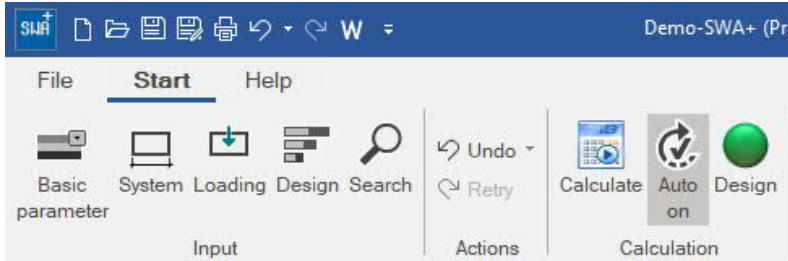 SWA+ W Demo-SWA+ (Pr
File Start Help
123
Basic parameter System Loading Design Search Undo Retry Calculate Auto on Design
Input Actions Calculation